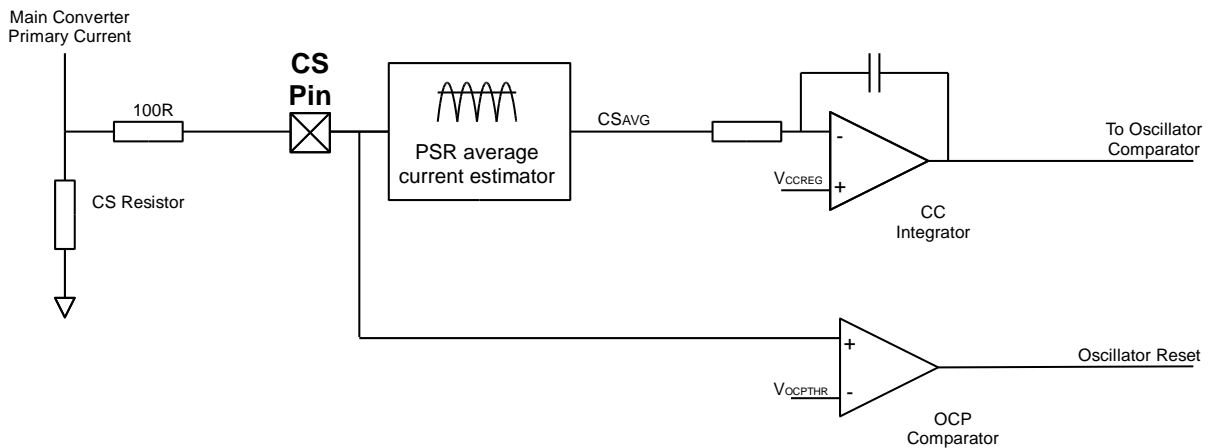 Main Converter
Primary Current
CS
Pin
100R
CS Resistor
PSR average
current estimator
CSAVG
-
VCCREG
+
CC
Integrator
To Oscillator
Comparator
+
VOCPTHR
-
OCP
Comparator
Oscillator Reset